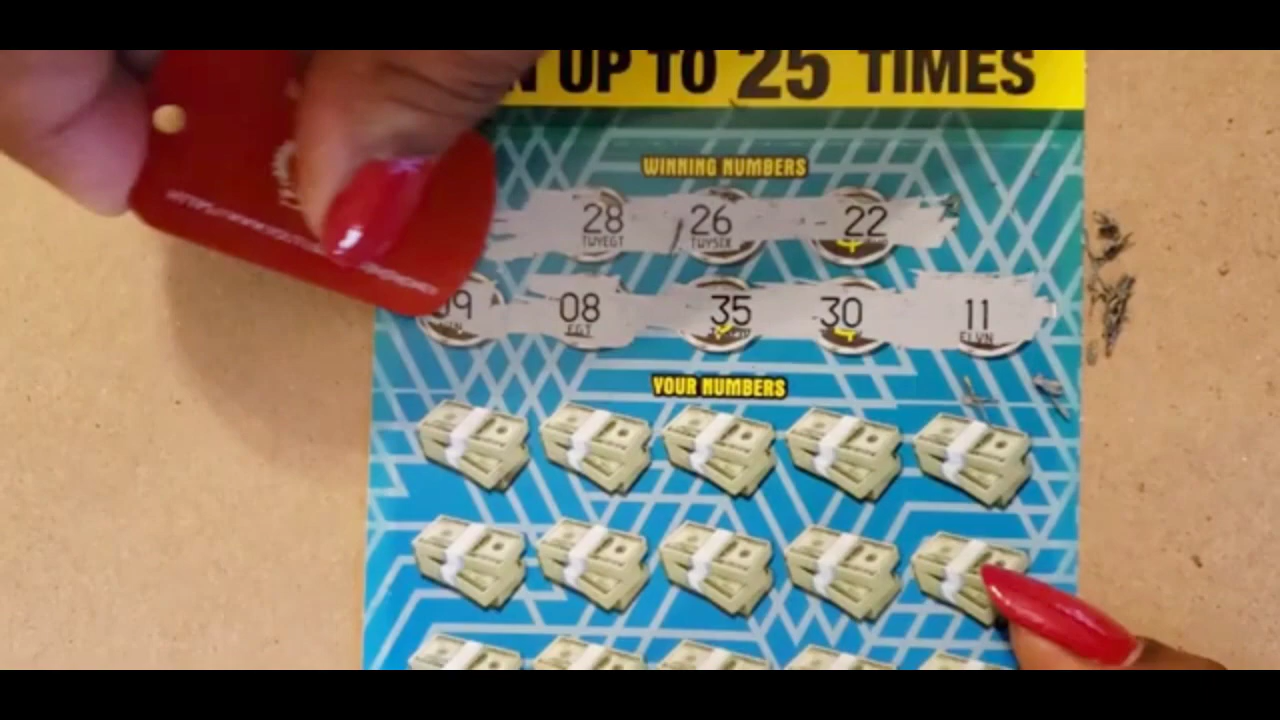 UP TO 25 TIMES
WINNING NUMBERS
28 26 22
TWYEGT TWYSIX
09 08 35 30 11
EGT ELVN
YOUR NUMBERS